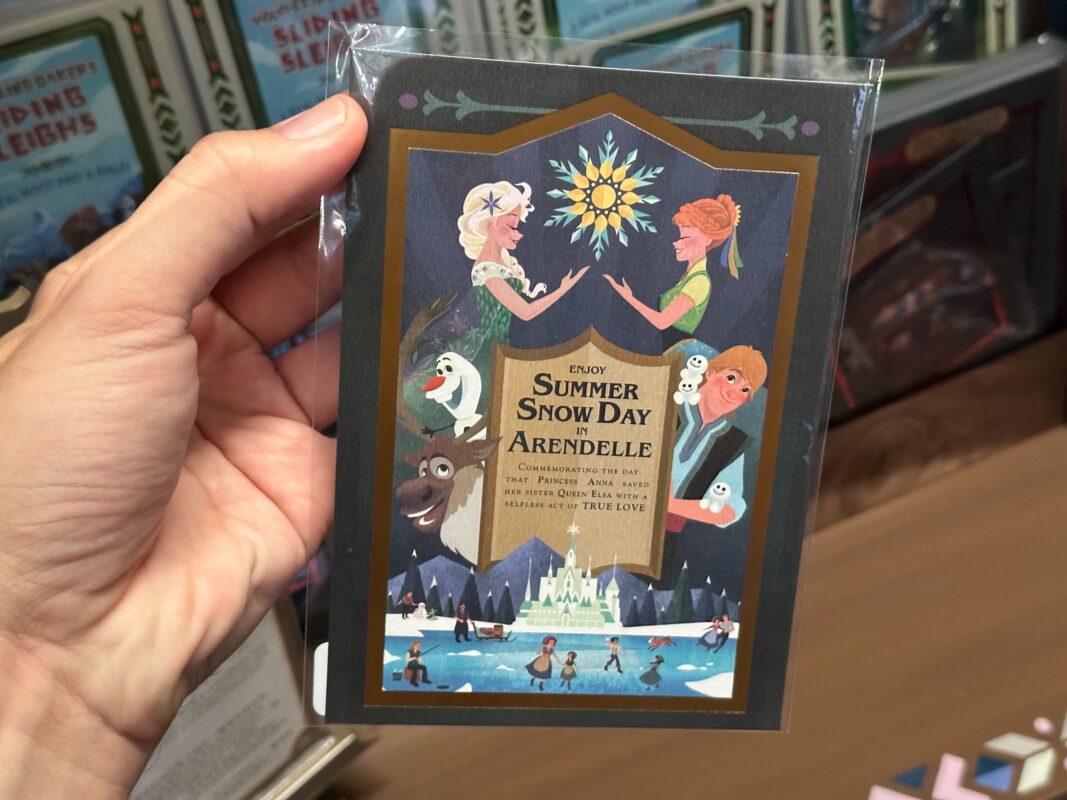 ENJOY
SUMMER
SNOW DAY
IN
ARENDELLE
COMMEMORATING THE DAY
THAT PRINCESS ANNA SAVED
HER SISTER QUEEN ELSA WITH A
SELFLESS ACT OF TRUE LOVE
SLIDING
SLEIGHS